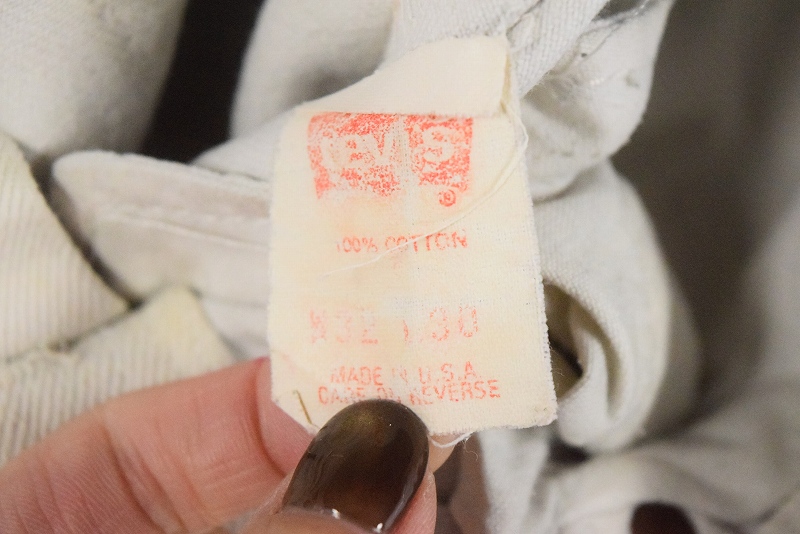 Levi's
®
100% COTTON
W32 L30
MADE IN U.S.A.
CARE ON REVERSE